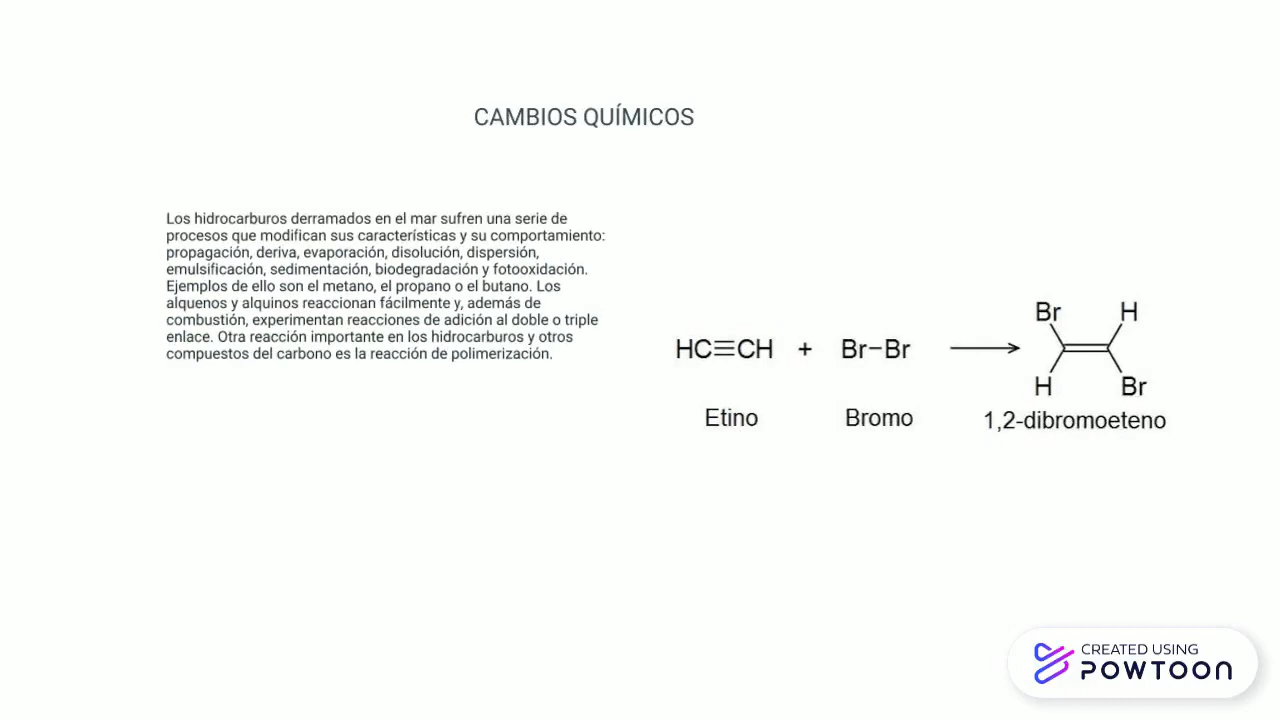 CAMBIOS QUÍMICOS
Los hidrocarburos derramados en el mar sufren una serie de
procesos que modifican sus características y su comportamiento:
propagación, deriva, evaporación, disolución, dispersión,
emulsificación, sedimentación, biodegradación y fotooxidación.
Ejemplos de ello son el metano, el propano o el butano. Los
alquenos y alquinos reaccionan fácilmente y, además de
combustión, experimentan reacciones de adición al doble o triple
enlace. Otra reacción importante en los hidrocarburos y otros
compuestos del carbono es la reacción de polimerización.
Br H
HC≡CH + Br–Br ⟶
H Br
Etino Bromo 1,2-dibromoeteno
CREATED USING
POWTOON